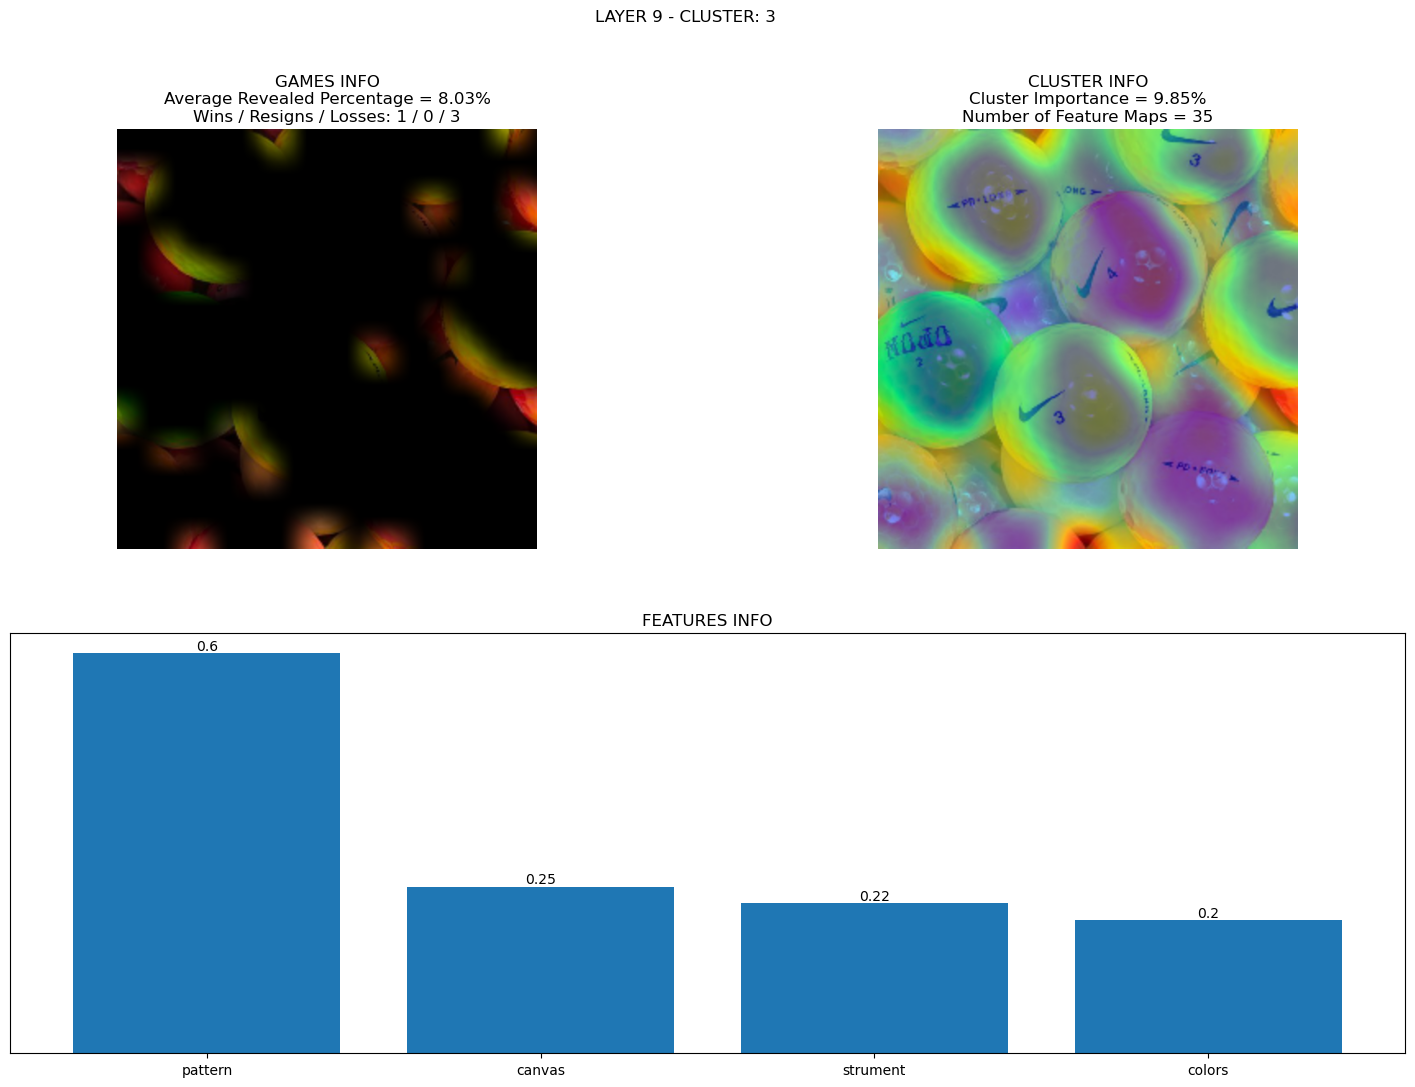 LAYER 9 - CLUSTER: 3
GAMES INFO
Average Revealed Percentage = 8.03%
Wins / Resigns / Losses: 1 / 0 / 3
CLUSTER INFO
Cluster Importance = 9.85%
Number of Feature Maps = 35
3
4
2
3
FEATURES INFO
0.6
0.25
0.22
0.2
pattern
canvas
strument
colors